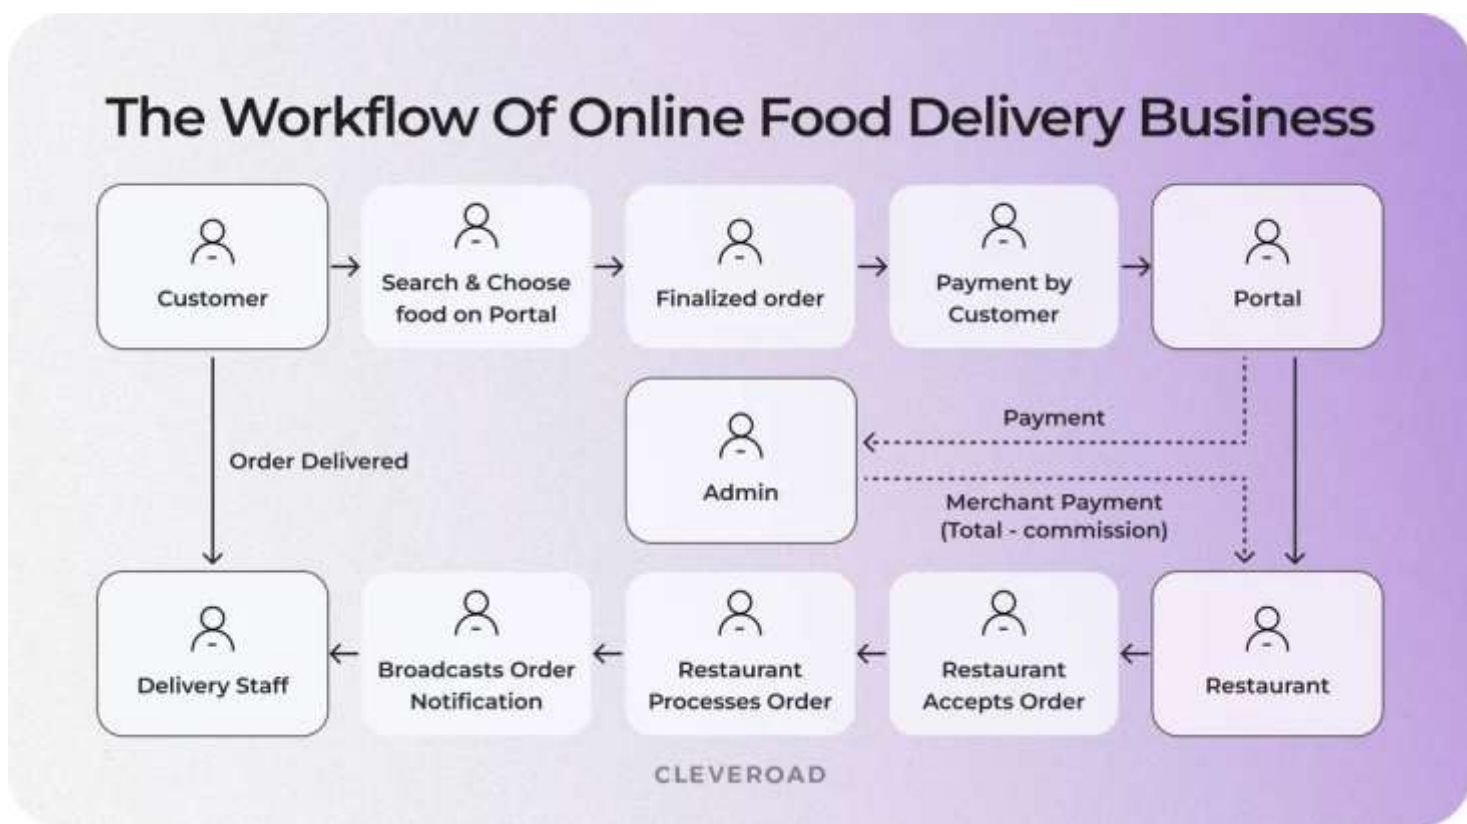 The Workflow Of Online Food Delivery Business
Customer
Search & Choose
food on Portal
Finalized order
Payment by
Customer
Portal
Payment
Order Delivered
Admin
Merchant Payment
(Total - commission)
Delivery Staff
Broadcasts Order
Notification
Restaurant
Processes Order
Restaurant
Accepts Order
Restaurant
CLEVEROAD